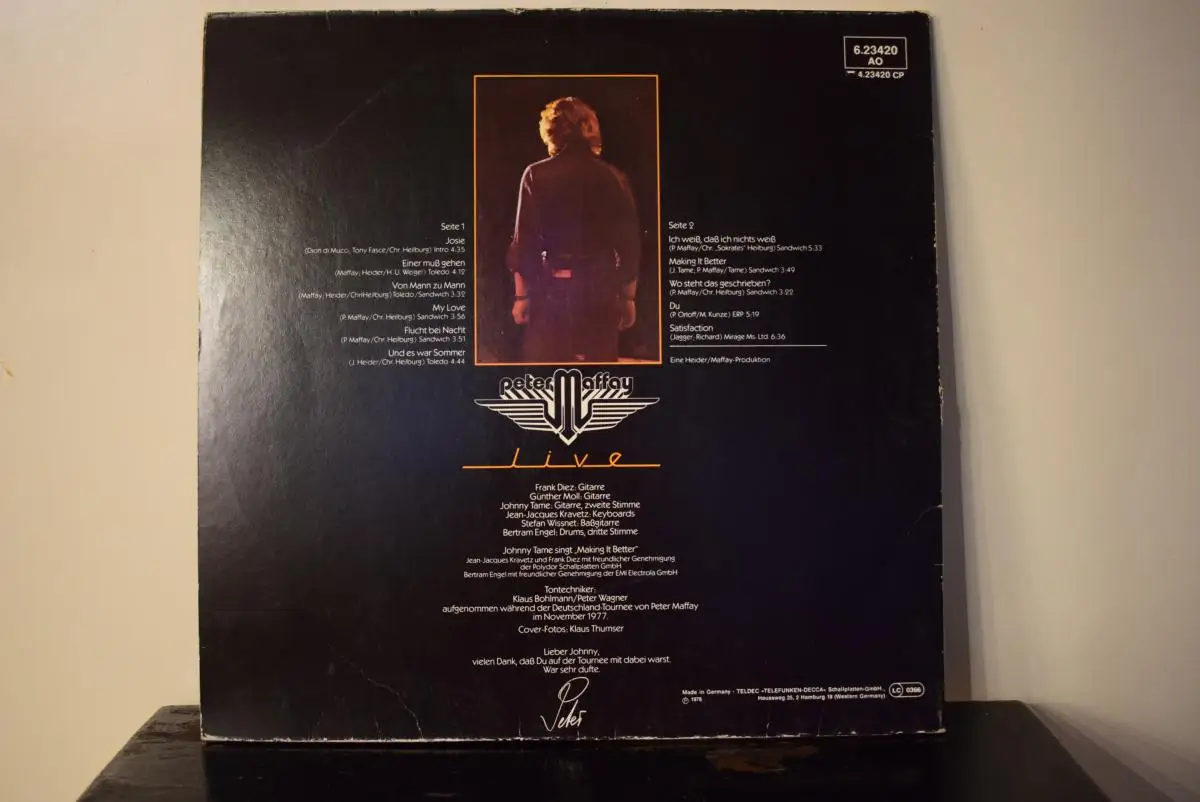 6.23420
AO
4.23420 CP
Seite 1
Josie
(Dion di Muco, Tony Fasce/Chr. Heilburg) Intro 4:35
Einer muß gehen
(Maffay, Heider/H. U. Weigel) Toledo 4:12
Von Mann zu Mann
(Maffay, Heider/Chr.Heilburg) Toledo/Sandwich 3:32
My Love
(P. Maffay/Chr. Heilburg) Sandwich 3:56
Flucht bei Nacht
(P. Maffay/Chr. Heilburg) Sandwich 3:51
Und es war Sommer
(J. Heider/Chr. Heilburg) Toledo 4:44
Seite 2
Ich weiß, daß ich nichts weiß
(P. Maffay/Chr. „Sokrates" Heilburg) Sandwich 5:33
Making It Better
(J. Tame, P. Maffay/Tame) Sandwich 3:49
Wo steht das geschrieben?
(P. Maffay/Chr. Heilburg) Sandwich 3:22
Du
(P. Orloff/M. Kunze) ERP 5:19
Satisfaction
(Jagger, Richard) Mirage Ms. Ltd. 6:36
Eine Heider/Maffay-Produktion
peter Maffay
live
Frank Diez: Gitarre
Günther Moll: Gitarre
Johnny Tame: Gitarre, zweite Stimme
Jean-Jacques Kravetz: Keyboards
Stefan Wissnet: Baßgitarre
Bertram Engel: Drums, dritte Stimme
Johnny Tame singt „Making It Better"
Jean-Jacques Kravetz und Frank Diez mit freundlicher Genehmigung
der Polydor Schallplatten GmbH
Bertram Engel mit freundlicher Genehmigung der EMI Electrola GmbH
Tontechniker:
Klaus Bohlmann/Peter Wagner
aufgenommen während der Deutschland-Tournee von Peter Maffay
im November 1977.
Cover-Fotos: Klaus Thumser
Lieber Johnny,
vielen Dank, daß Du auf der Tournee mit dabei warst.
War sehr dufte.
Peter
Made in Germany · TELDEC »TELEFUNKEN-DECCA« Schallplatten-GmbH.,
Ⓟ 1978 Heussweg 25, 2 Hamburg 19 (Western Germany)
LC 0366